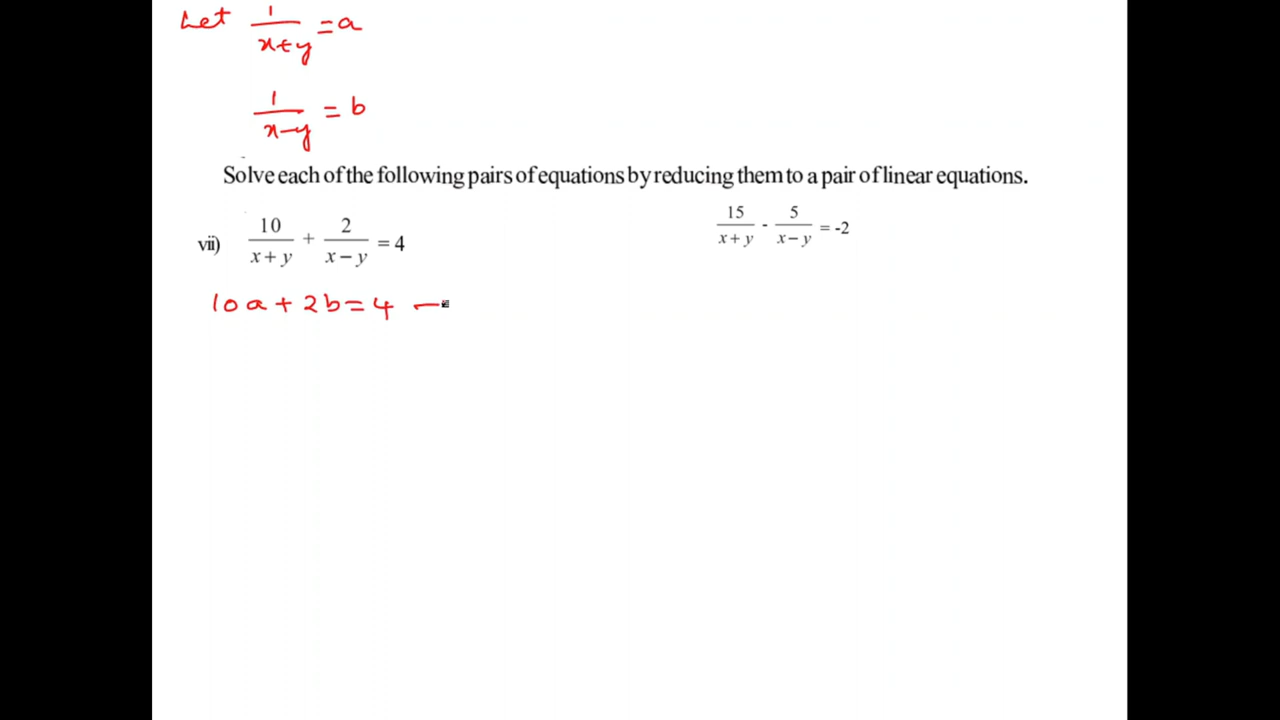 Let 1/(x+y) = a
1/(x-y) = b
Solve each of the following pairs of equations by reducing them to a pair of linear equations.
vii) 10/(x+y) + 2/(x-y) = 4    15/(x+y) - 5/(x-y) = -2
10a + 2b = 4 —